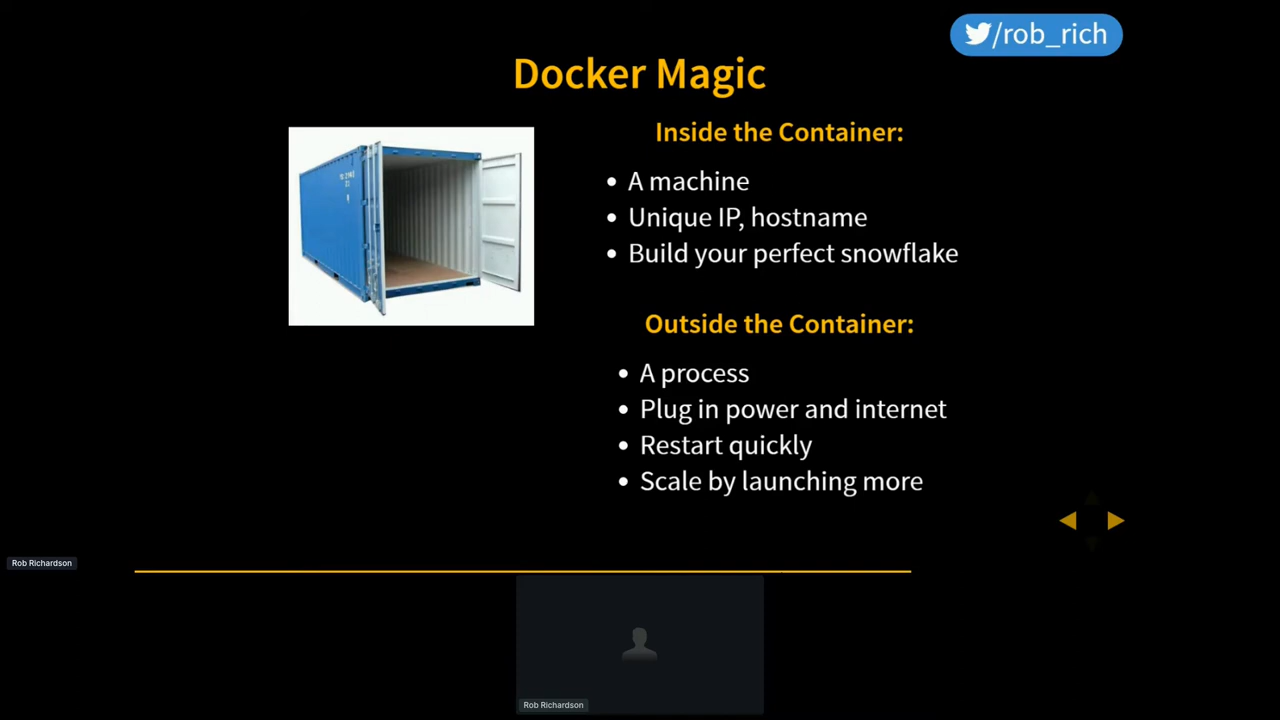 /rob_rich
Docker Magic
Inside the Container:
• A machine
• Unique IP, hostname
• Build your perfect snowflake
Outside the Container:
• A process
• Plug in power and internet
• Restart quickly
• Scale by launching more
Rob Richardson
Rob Richardson